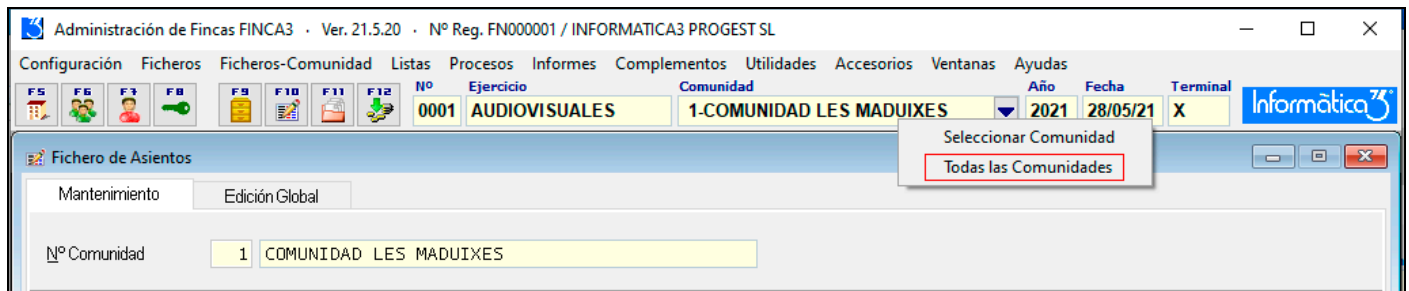 Administración de Fincas FINCA3 · Ver. 21.5.20 · Nº Reg. FN000001 / INFORMATICA3 PROGEST SL
Configuración Ficheros Ficheros-Comunidad Listas Procesos Informes Complementos Utilidades Accesorios Ventanas Ayudas
F5 F6 F7 F8 F9 F10 F11 F12 Nº Ejercicio Comunidad Año Fecha Terminal
0001 AUDIOVISUALES 1-COMUNIDAD LES MADUIXES 2021 28/05/21 X Informàtica3
Seleccionar Comunidad
Todas las Comunidades
Fichero de Asientos
Mantenimiento Edición Global
Nº Comunidad 1 COMUNIDAD LES MADUIXES